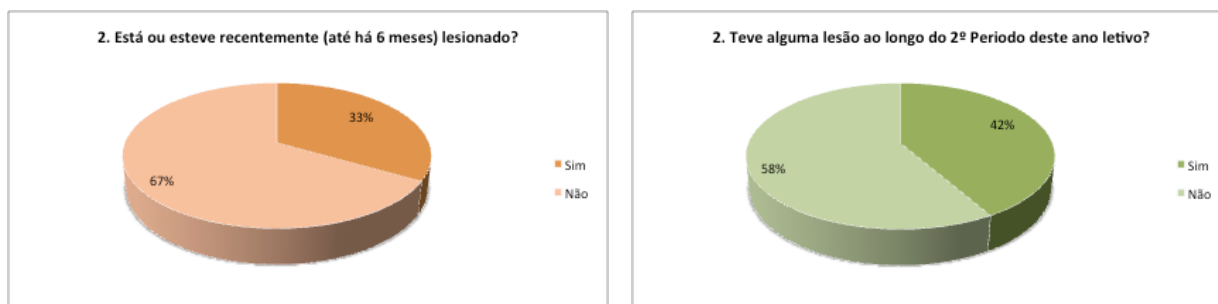 2. Está ou esteve recentemente (até há 6 meses) lesionado?
33%
67%
Sim
Não
2. Teve alguma lesão ao longo do 2º Periodo deste ano letivo?
42%
58%
Sim
Não